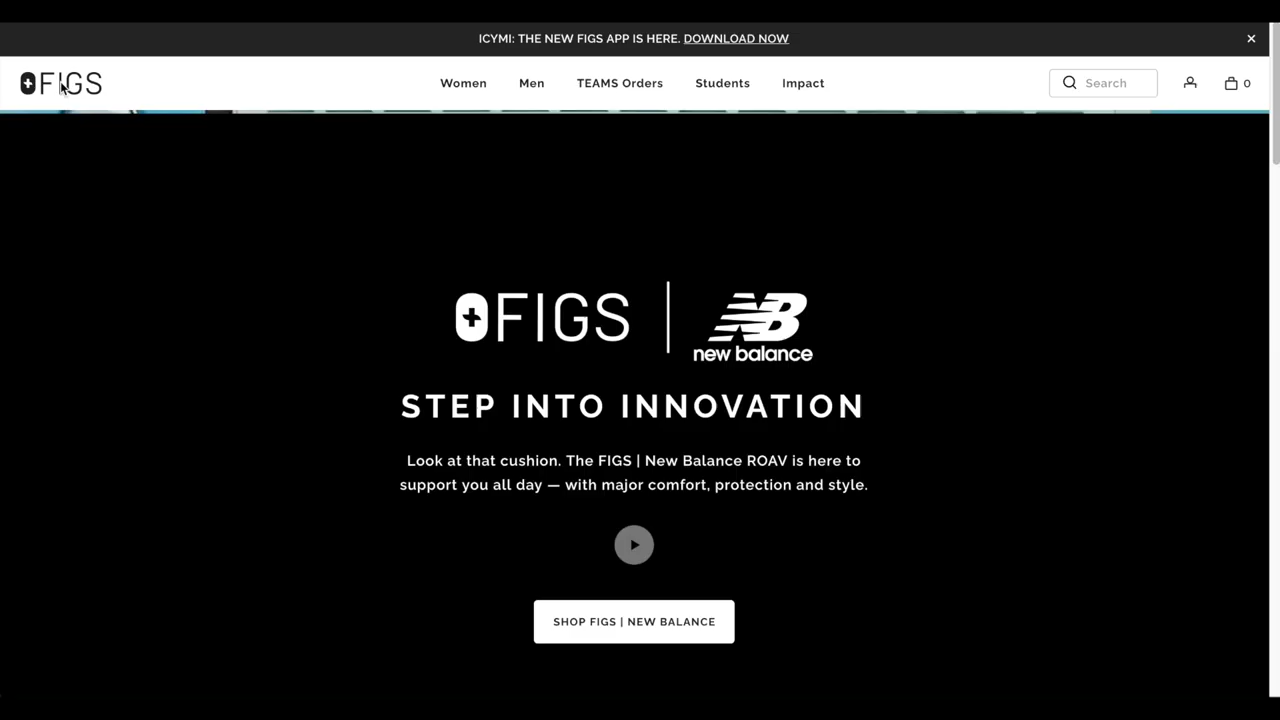 ICYMI: THE NEW FIGS APP IS HERE. DOWNLOAD NOW
FIGS
Women
Men
TEAMS Orders
Students
Impact
Search
0
FIGS
new balance
STEP INTO INNOVATION
Look at that cushion. The FIGS | New Balance ROAV is here to
support you all day — with major comfort, protection and style.
SHOP FIGS | NEW BALANCE